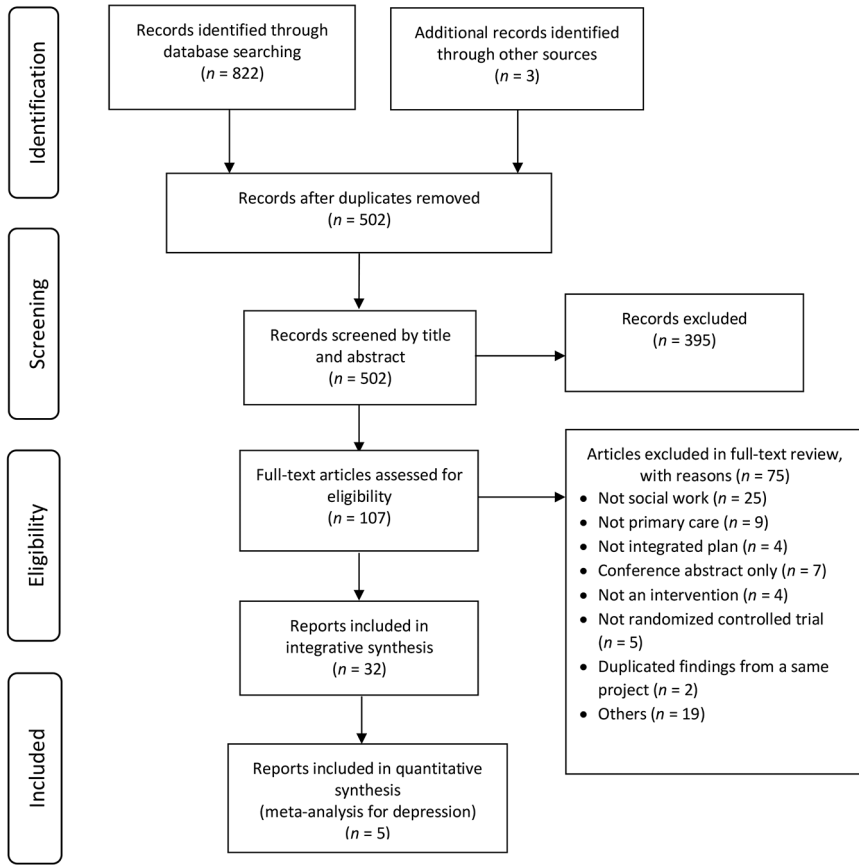 Identification
Records identified through
database searching
(n = 822)
Additional records identified
through other sources
(n = 3)
Records after duplicates removed
(n = 502)
Screening
Records screened by title
and abstract
(n = 502)
Records excluded
(n = 395)
Eligibility
Full-text articles assessed for
eligibility
(n = 107)
Articles excluded in full-text review,
with reasons (n = 75)
• Not social work (n = 25)
• Not primary care (n = 9)
• Not integrated plan (n = 4)
• Conference abstract only (n = 7)
• Not an intervention (n = 4)
• Not randomized controlled trial
(n = 5)
• Duplicated findings from a same
project (n = 2)
• Others (n = 19)
Reports included in
integrative synthesis
(n = 32)
Included
Reports included in quantitative
synthesis
(meta-analysis for depression)
(n = 5)